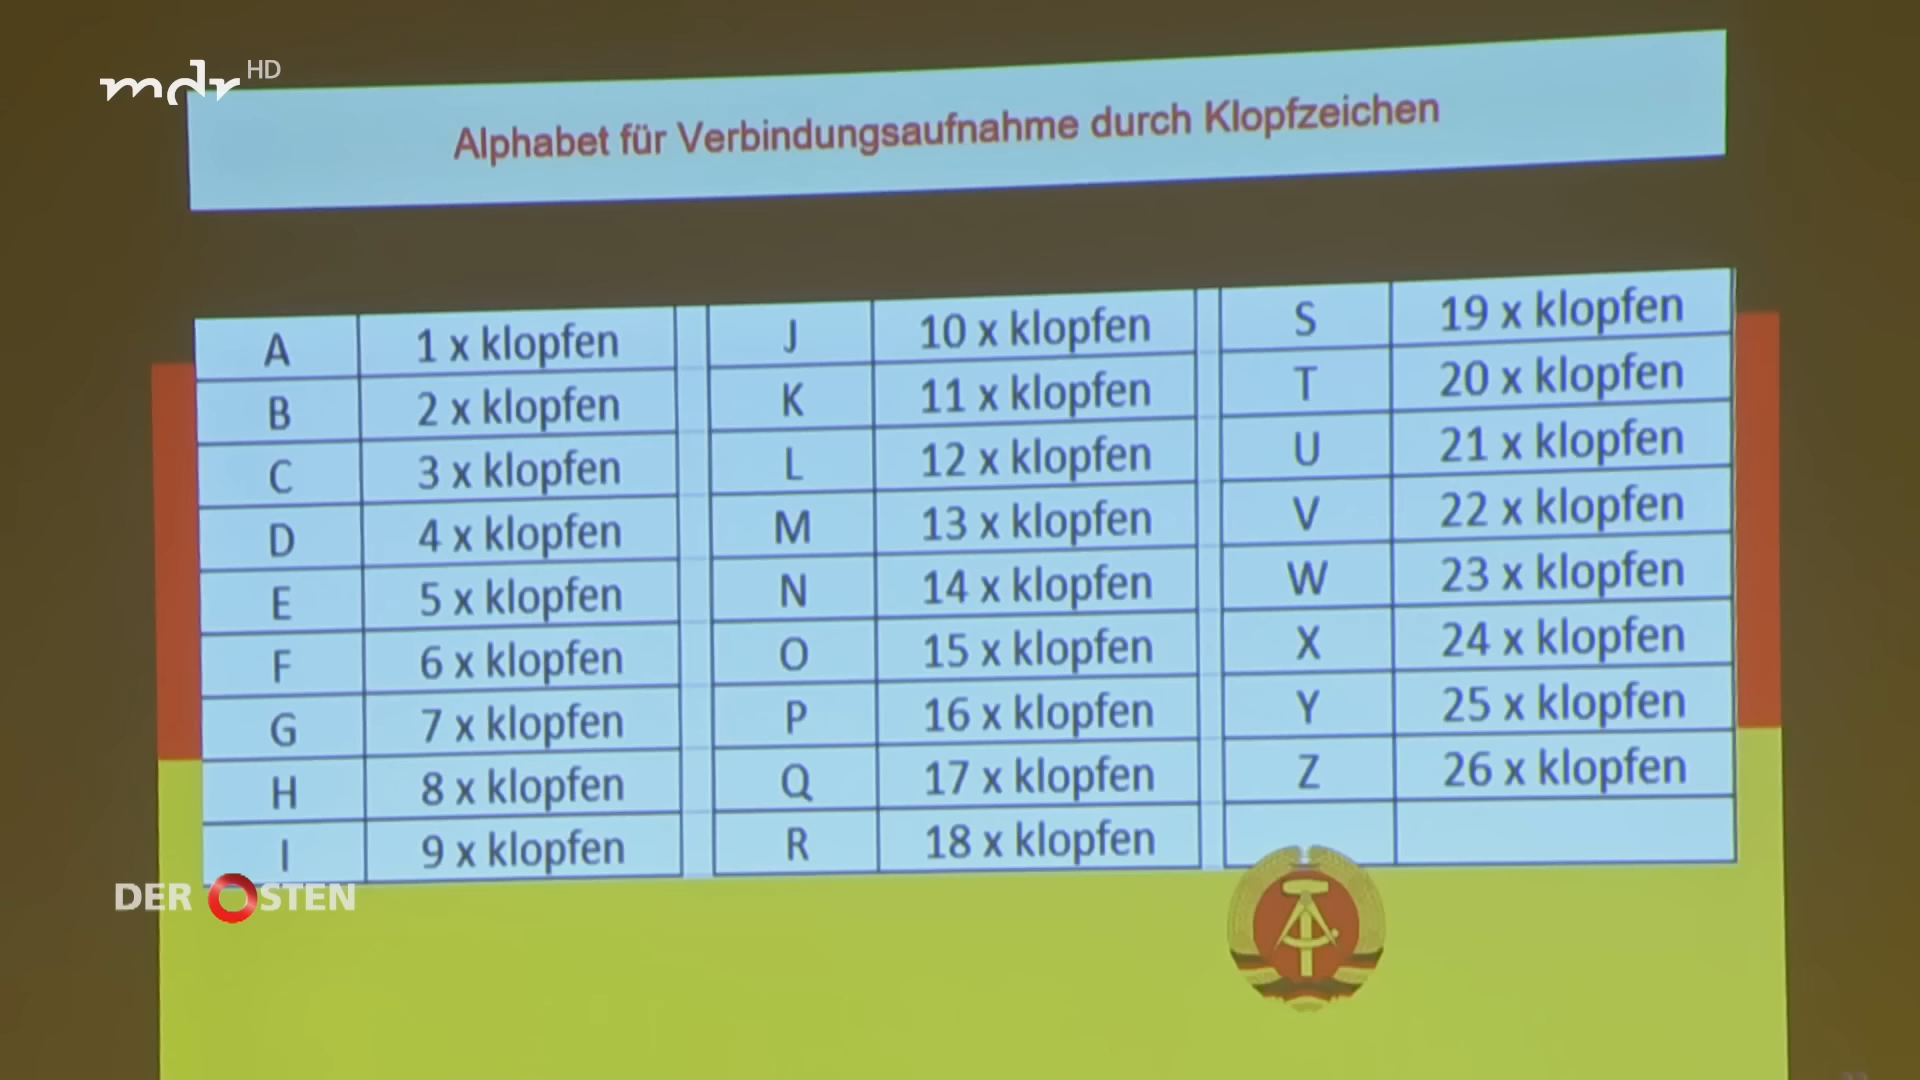 mdr HD
Alphabet für Verbindungsaufnahme durch Klopfzeichen
A 1 x klopfen J 10 x klopfen S 19 x klopfen
B 2 x klopfen K 11 x klopfen T 20 x klopfen
C 3 x klopfen L 12 x klopfen U 21 x klopfen
D 4 x klopfen M 13 x klopfen V 22 x klopfen
E 5 x klopfen N 14 x klopfen W 23 x klopfen
F 6 x klopfen O 15 x klopfen X 24 x klopfen
G 7 x klopfen P 16 x klopfen Y 25 x klopfen
H 8 x klopfen Q 17 x klopfen Z 26 x klopfen
I 9 x klopfen R 18 x klopfen
DER OSTEN